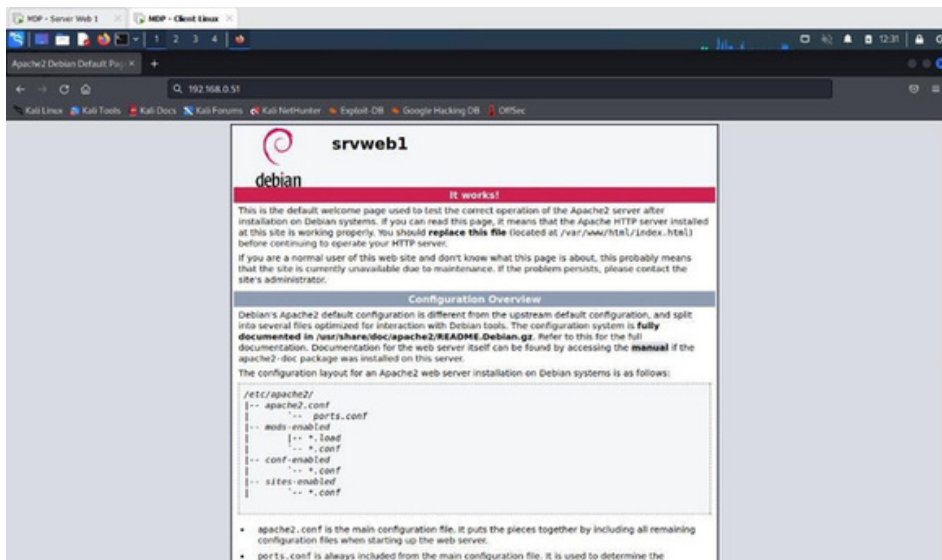 MDP - Server Web 1
MDP - Client Linux
1 2 3 4
12:31
Apache2 Debian Default Pag
192.168.0.51
Kali Linux Kali Tools Kali Docs Kali Forums Kali NetHunter Exploit-DB Google Hacking DB OffSec
srvweb1
debian
It works!
This is the default welcome page used to test the correct operation of the Apache2 server after
installation on Debian systems. If you can read this page, it means that the Apache HTTP server installed
at this site is working properly. You should replace this file (located at /var/www/html/index.html)
before continuing to operate your HTTP server.
If you are a normal user of this web site and don't know what this page is about, this probably means
that the site is currently unavailable due to maintenance. If the problem persists, please contact the
site's administrator.
Configuration Overview
Debian's Apache2 default configuration is different from the upstream default configuration, and split
into several files optimized for interaction with Debian tools. The configuration system is fully
documented in /usr/share/doc/apache2/README.Debian.gz. Refer to this for the full
documentation. Documentation for the web server itself can be found by accessing the manual if the
apache2-doc package was installed on this server.
The configuration layout for an Apache2 web server installation on Debian systems is as follows:
/etc/apache2/
|-- apache2.conf
|       `--  ports.conf
|-- mods-enabled
|       |-- *.load
|       `-- *.conf
|-- conf-enabled
|       `-- *.conf
|-- sites-enabled
|       `-- *.conf
• apache2.conf is the main configuration file. It puts the pieces together by including all remaining
configuration files when starting up the web server.
• ports.conf is always included from the main configuration file. It is used to determine the